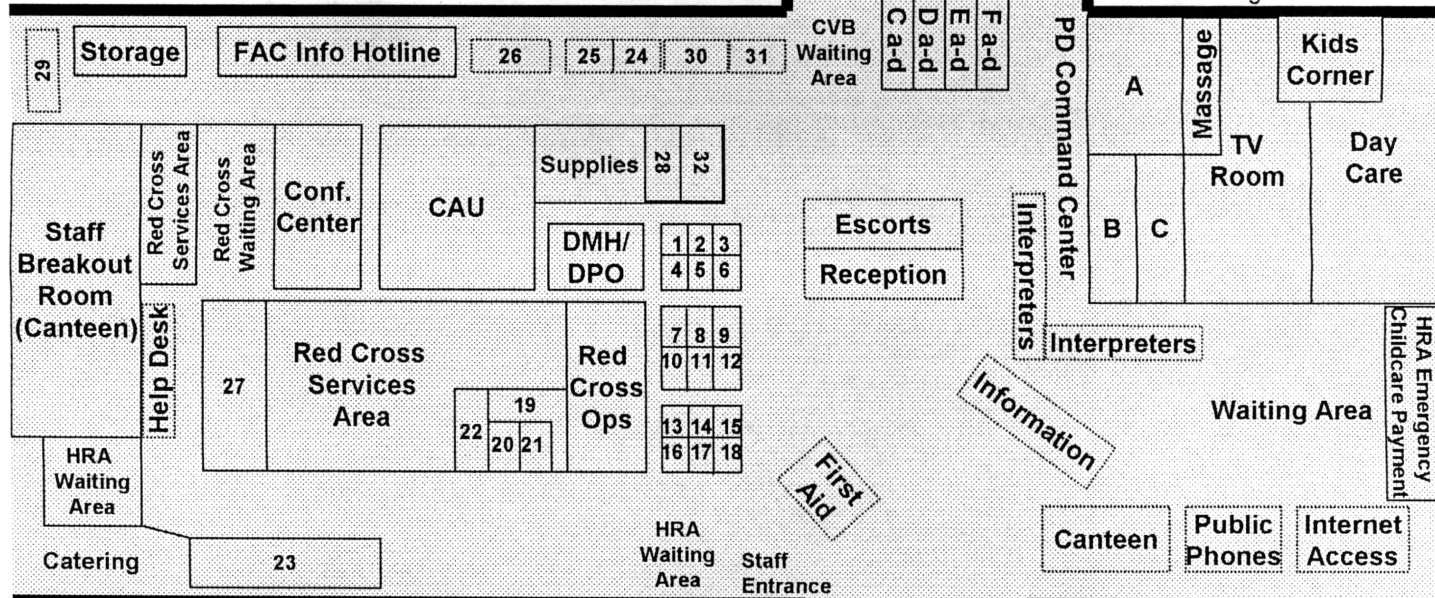 29
Storage
FAC Info Hotline
26
25
24
30
31
CVB
Waiting
Area
C a-d
D a-d
E a-d
F a-d
PD Command Center
A
Massage
Kids
Corner
TV
Room
Day
Care
B
C
Staff
Breakout
Room
(Canteen)
Red Cross
Services Area
Red Cross
Waiting Area
Conf.
Center
CAU
Supplies
28
32
DMH/
DPO
1 2 3
4 5 6
Escorts
Reception
Interpreters
Interpreters
Help Desk
27
Red Cross
Services
Area
22
19
20 21
Red
Cross
Ops
7 8 9
10 11 12
13 14 15
16 17 18
Information
First
Aid
Waiting Area
HRA Emergency
Childcare Payment
HRA
Waiting
Area
Catering
23
HRA
Waiting
Area
Staff
Entrance
Canteen
Public
Phones
Internet
Access